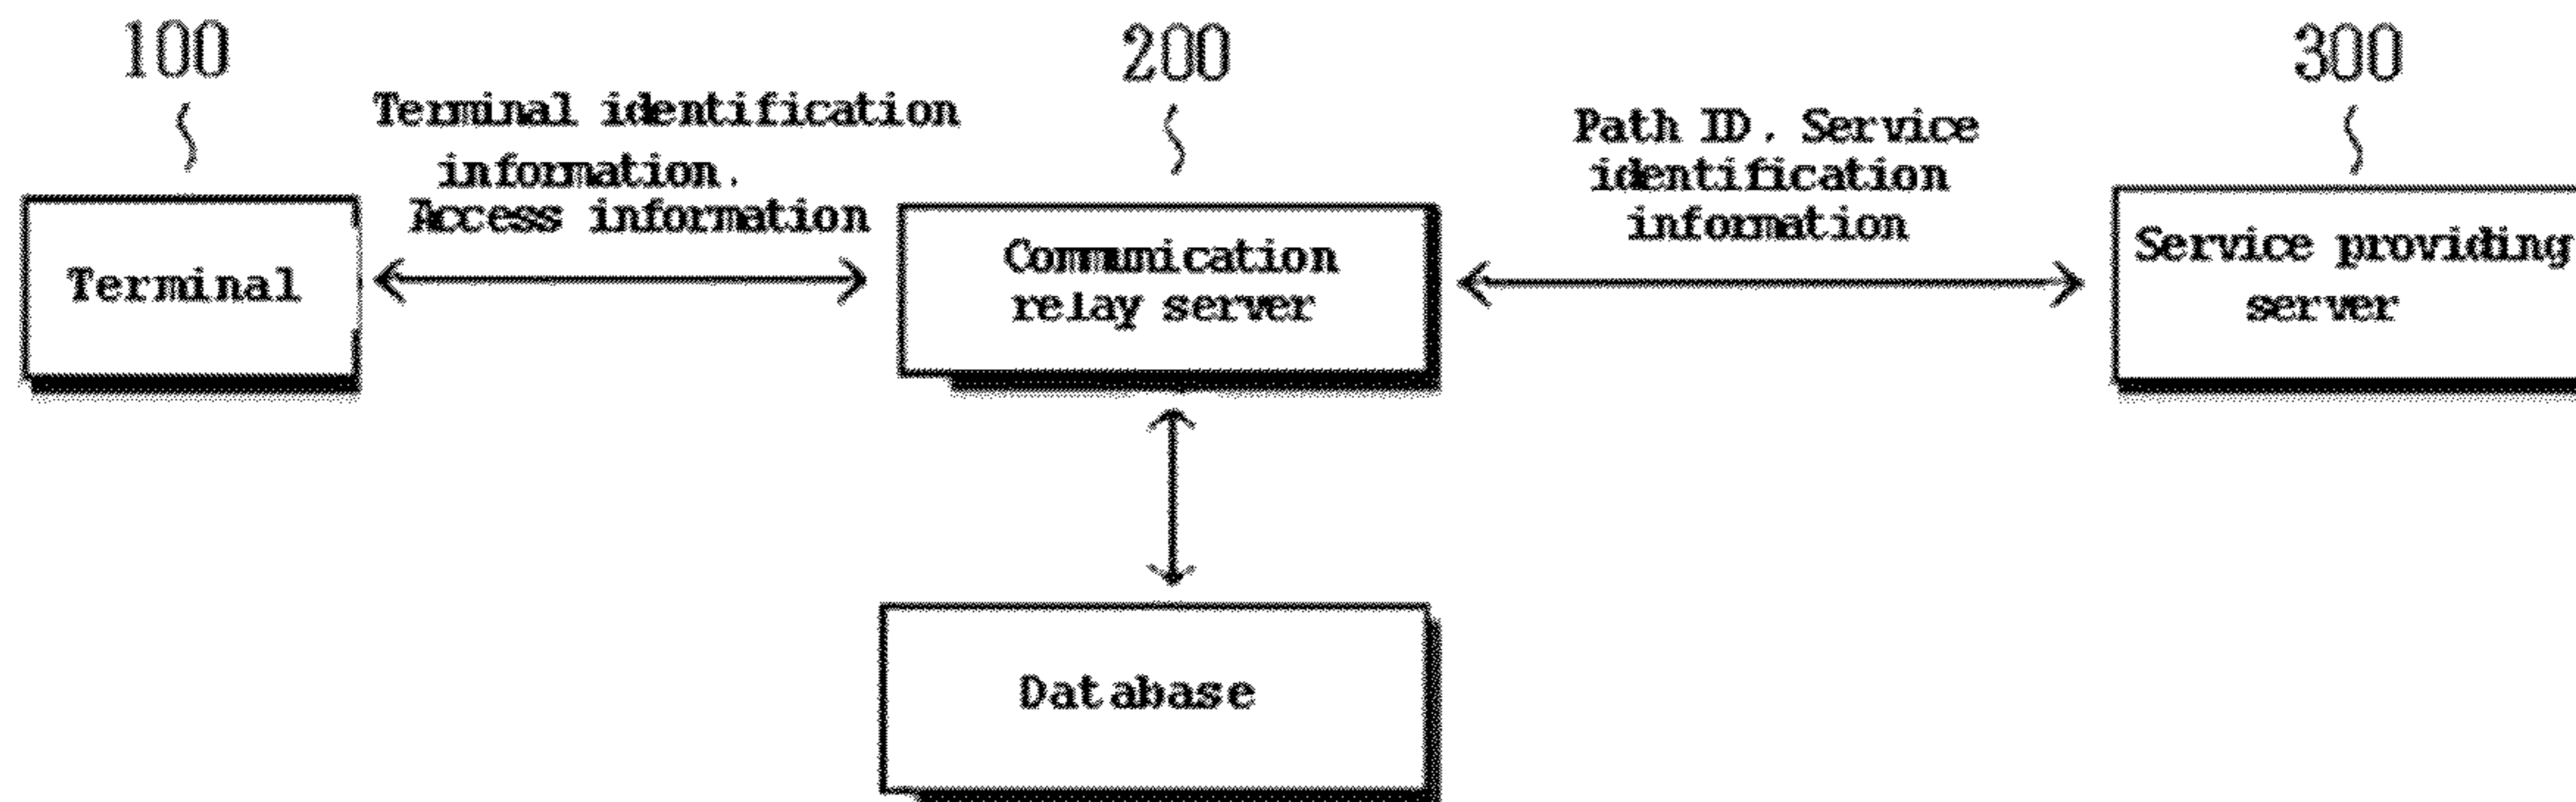 100
200
300
Terminal identification
information,
Access information
Path ID, Service
identification
information
Terminal
Communication
relay server
Service providing
server
Database